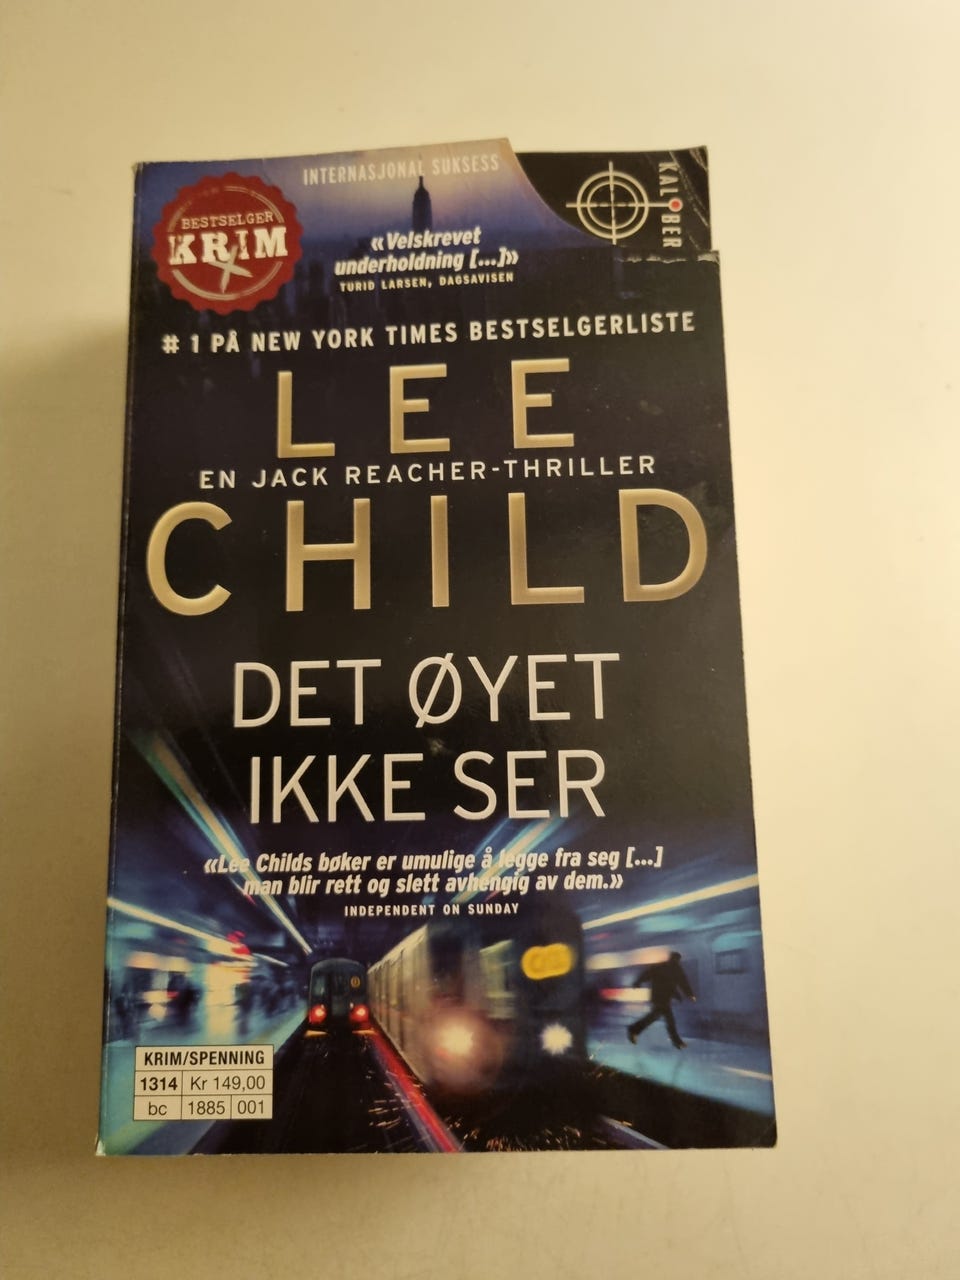 INTERNASJONAL SUKSESS
KALIBER
BESTSELGER
KRIM
«Velskrevet
underholdning [...]»
TURID LARSEN, DAGSAVISEN
# 1 PÅ NEW YORK TIMES BESTSELGERLISTE
LEE
EN JACK REACHER-THRILLER
CHILD
DET ØYET
IKKE SER
«Lee Childs bøker er umulige å legge fra seg [...]
man blir rett og slett avhengig av dem.»
INDEPENDENT ON SUNDAY
KRIM/SPENNING
1314 Kr 149,00
bc 1885 001